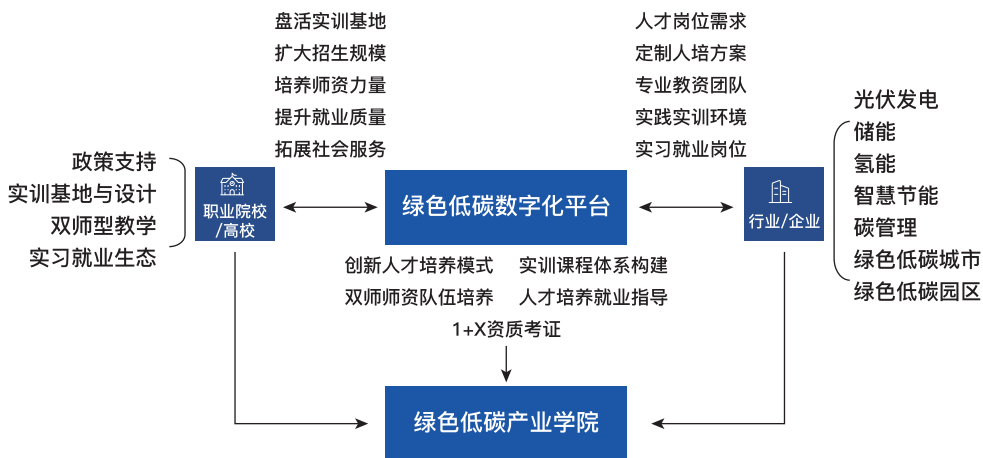 盘活实训基地
扩大招生规模
培养师资力量
提升就业质量
拓展社会服务
人才岗位需求
定制人培方案
专业教资团队
实践实训环境
实习就业岗位
政策支持
实训基地与设计
双师型教学
实习就业生态
职业院校
/高校
绿色低碳数字化平台
行业/企业
光伏发电
储能
氢能
智慧节能
碳管理
绿色低碳城市
绿色低碳园区
创新人才培养模式 实训课程体系构建
双师师资队伍培养 人才培养就业指导
1+X资质考证
绿色低碳产业学院